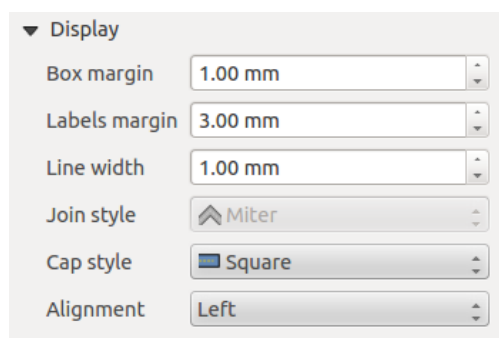 Display
Box margin 1.00 mm
Labels margin 3.00 mm
Line width 1.00 mm
Join style Miter
Cap style Square
Alignment Left